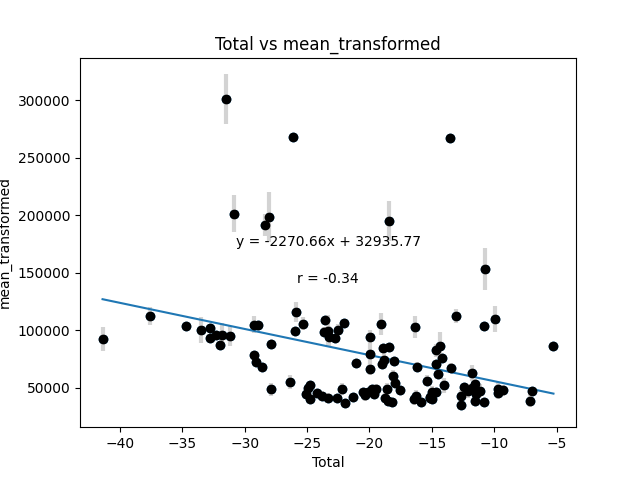 Total vs mean_transformed
mean_transformed
300000
250000
200000
150000
100000
50000
y = -2270.66x + 32935.77
r = -0.34
−40
−35
−30
−25
−20
−15
−10
−5
Total